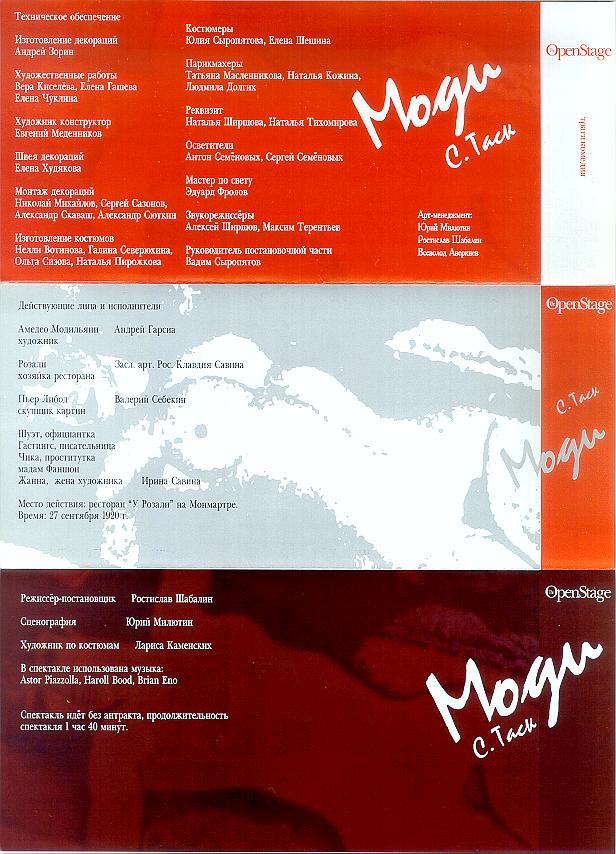 Техническое обеспечение
Изготовление декораций
Андрей Зорин
Художественные работы
Вера Киселёва, Елена Гашева
Елена Чуклина
Художник конструктор
Евгений Меденников
Швея декораций
Елена Худякова
Монтаж декораций
Николай Михайлов, Сергей Сазонов,
Александр Скаваш, Александр Сюткин
Изготовление костюмов
Нелли Вотинова, Галина Северюхина,
Ольга Сизова, Наталья Пирожкова
Костюмеры
Юлия Сыропятова, Елена Шешина
Парикмахеры
Татьяна Масленникова, Наталья Кожина,
Людмила Долгих
Реквизит
Наталья Ширшова, Наталья Тихомирова
Осветители
Антон Семёновых, Сергей Семёновых
Мастер по свету
Эдуард Фролов
Звукорежиссёры
Алексей Ширшов, Максим Терентьев
Руководитель постановочной части
Вадим Сыропятов
Моди
С. Таск
Арт-менеджмент:
Юрий Милютин
Ростислав Шабалин
Всеволод Аверкиев
The OpenStage
трагикомедия
Действующие лица и исполнители
Амедео Модильяни Андрей Гарсиа
художник
Розали Засл. арт. Рос. Клавдия Савина
хозяйка ресторана
Пьер Либол Валерий Себекин
скупщик картин
Шуэт, официантка
Гастингс, писательница
Чика, проститутка
мадам Фаншон
Жанна, жена художника Ирина Савина
Место действия: ресторан “У Розали” на Монмартре.
Время: 27 сентября 1920 г.
The OpenStage
С. Таск
Моди
Режиссёр-постановщик Ростислав Шабалин
Сценография Юрий Милютин
Художник по костюмам Лариса Каменских
В спектакле использована музыка:
Astor Piazzolla, Haroll Bood, Brian Eno
Спектакль идёт без антракта, продолжительность
спектакля 1 час 40 минут.
The OpenStage
Моди
С. Таск